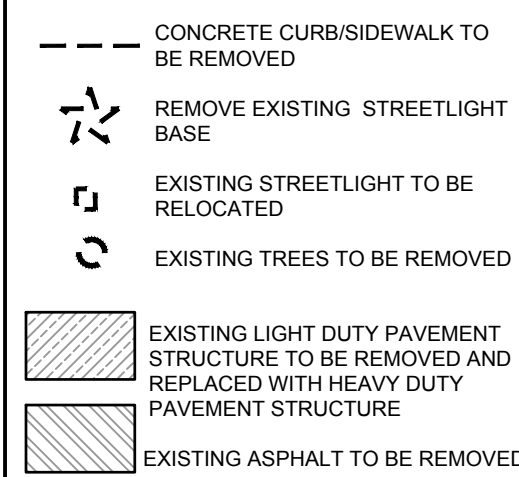 CONCRETE CURB/SIDEWALK TO
BE REMOVED
REMOVE EXISTING STREETLIGHT
BASE
EXISTING STREETLIGHT TO BE
RELOCATED
EXISTING TREES TO BE REMOVED
EXISTING LIGHT DUTY PAVEMENT
STRUCTURE TO BE REMOVED AND
REPLACED WITH HEAVY DUTY
PAVEMENT STRUCTURE
EXISTING ASPHALT TO BE REMOVED